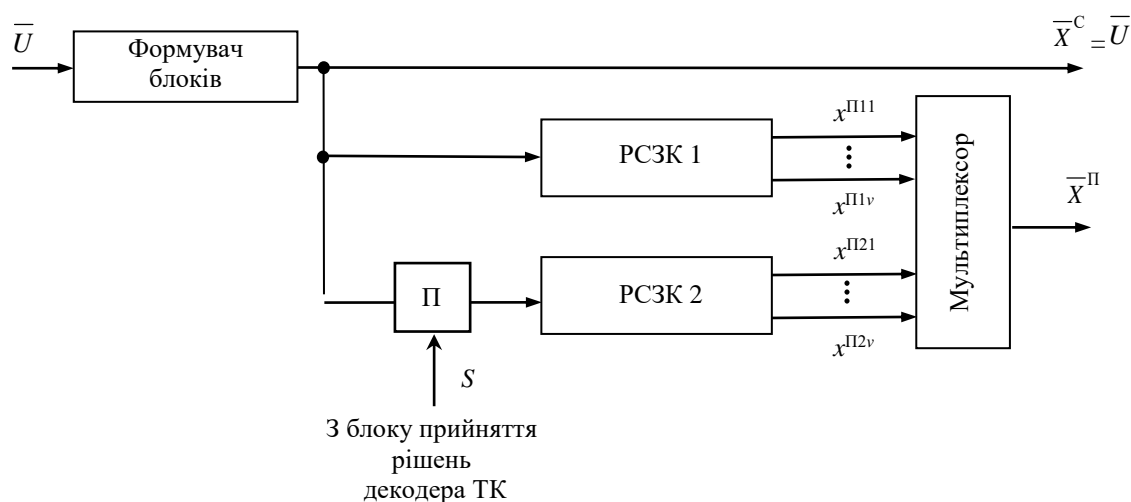 U̅
Формувач
блоків
X̅ᶜ = U̅
РСЗК 1
x^П11
x^П1v
Мультиплексор
X̅^П
П
РСЗК 2
x^П21
x^П2v
S
З блоку прийняття
рішень
декодера ТК